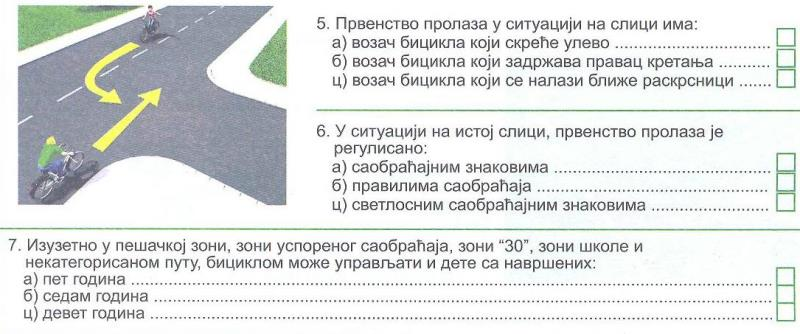 5. Првенство пролаза у ситуацији на слици има:
а) возач бицикла који скреће улево
б) возач бицикла који задржава правац кретања
ц) возач бицикла који се налази ближе раскрсници
6. У ситуацији на истој слици, првенство пролаза је
регулисано:
а) саобраћајним знаковима
б) правилима саобраћаја
ц) светлосним саобраћајним знаковима
7. Изузетно у пешачкој зони, зони успореног саобраћаја, зони “30”, зони школе и
некатегорисаном путу, бициклом може управљати и дете са навршених:
а) пет година
б) седам година
ц) девет година